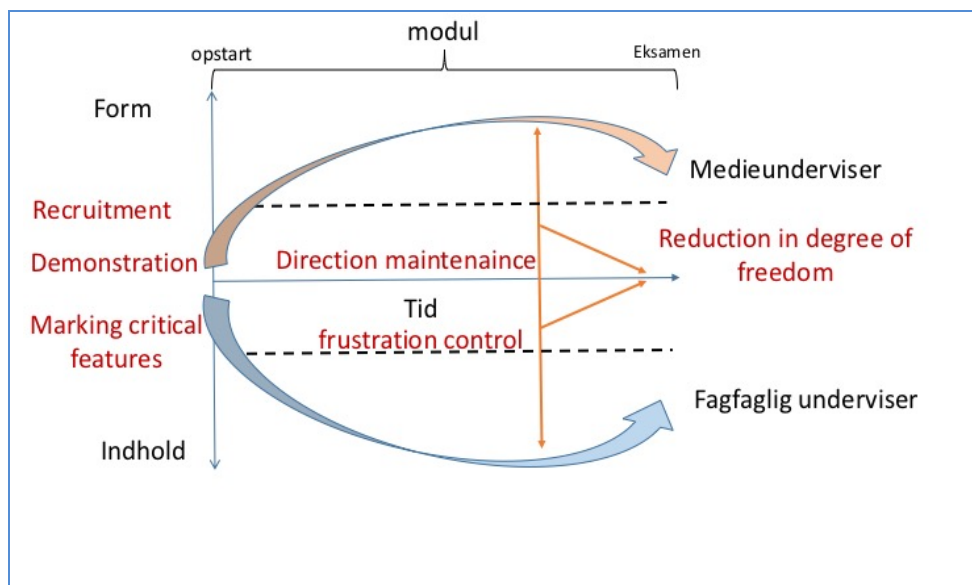 modul
opstart
Eksamen
Form
Medieunderviser
Recruitment
Demonstration
Direction maintenaince
Reduction in degree of
freedom
Tid
Marking critical
features
frustration control
Fagfaglig underviser
Indhold